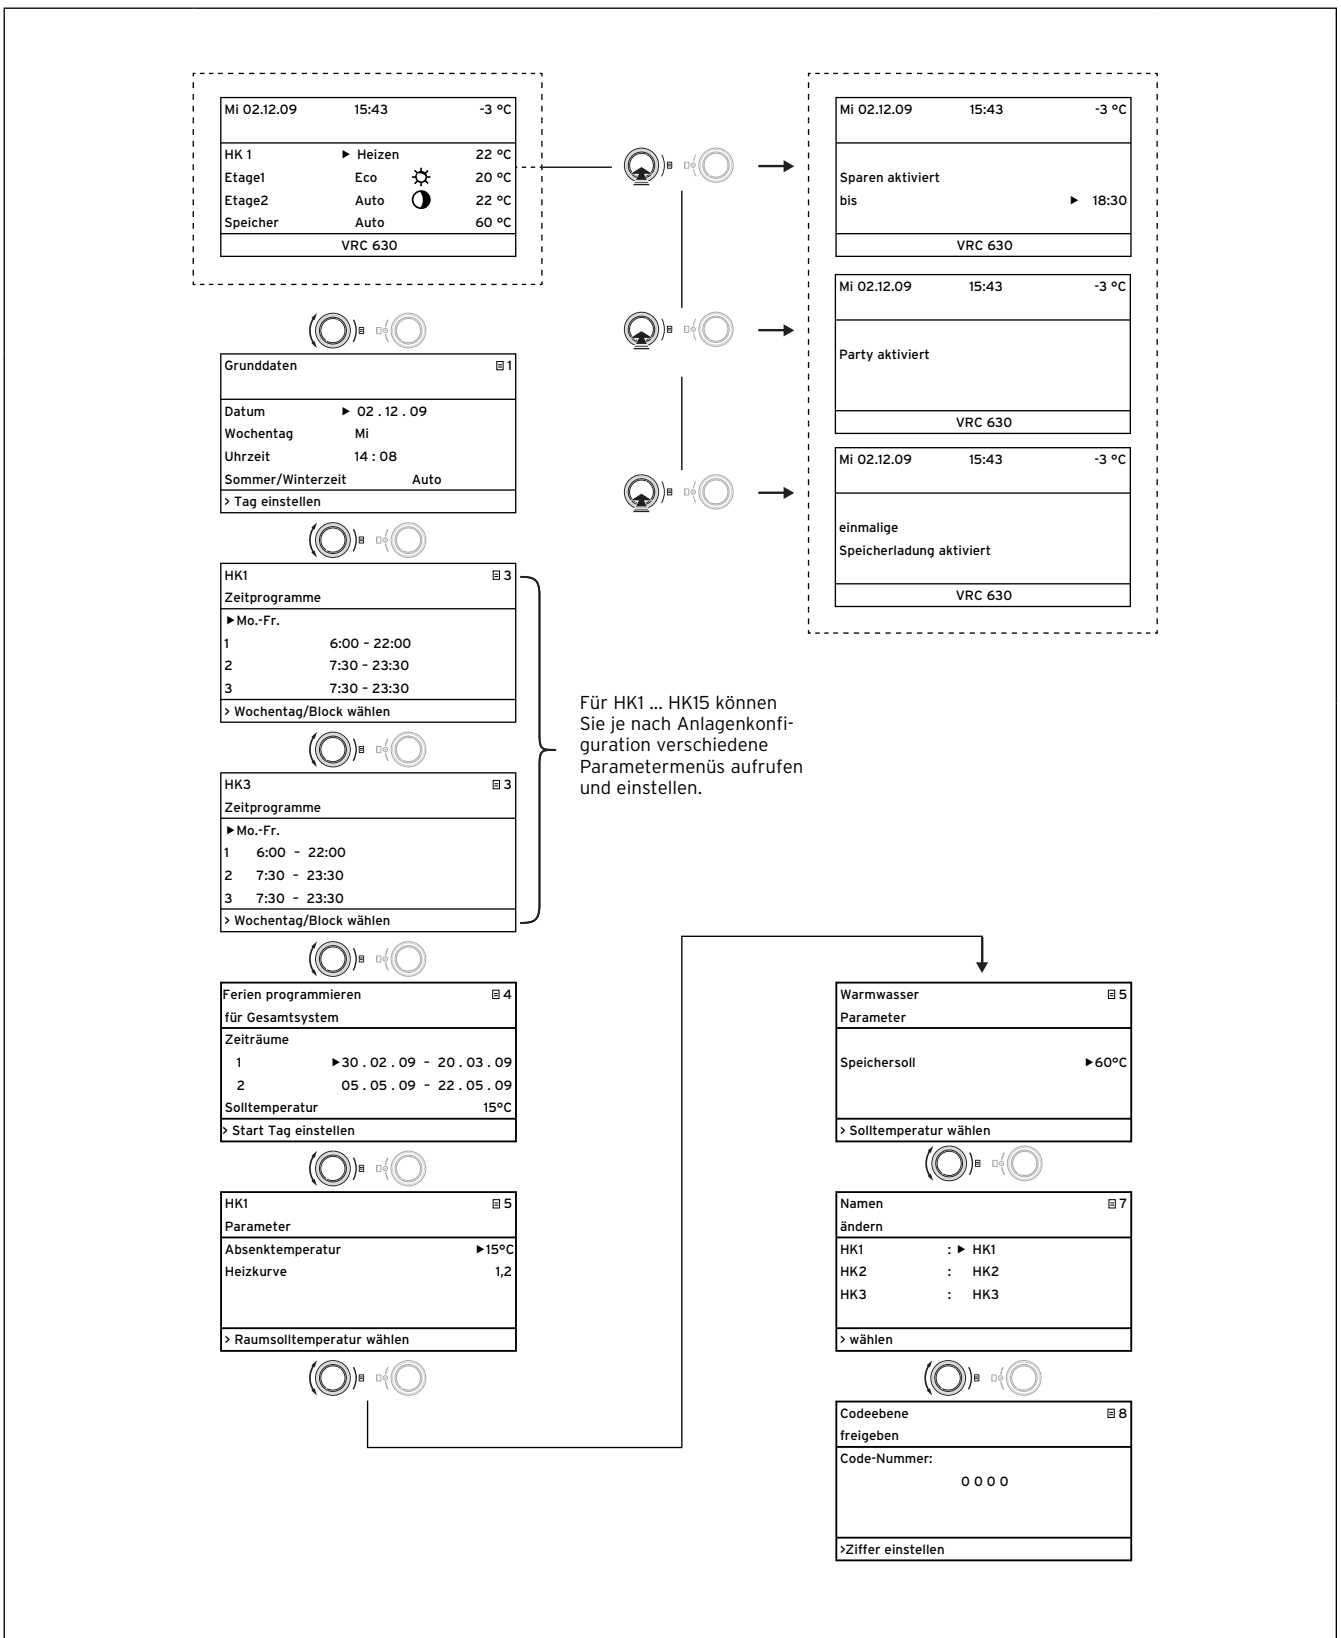 Mi 02.12.09 15:43 -3 °C
HK 1 ► Heizen 22 °C
Etage1 Eco 20 °C
Etage2 Auto 22 °C
Speicher Auto 60 °C
VRC 630
Mi 02.12.09 15:43 -3 °C
Sparen aktiviert
bis ► 18:30
VRC 630
Mi 02.12.09 15:43 -3 °C
Party aktiviert
VRC 630
Mi 02.12.09 15:43 -3 °C
einmalige
Speicherladung aktiviert
VRC 630
Grunddaten 1
Datum ► 02 . 12 . 09
Wochentag Mi
Uhrzeit 14 : 08
Sommer/Winterzeit Auto
> Tag einstellen
HK1 3
Zeitprogramme
►Mo.-Fr.
1 6:00 - 22:00
2 7:30 - 23:30
3 7:30 - 23:30
> Wochentag/Block wählen
HK3 3
Zeitprogramme
►Mo.-Fr.
1 6:00 - 22:00
2 7:30 - 23:30
3 7:30 - 23:30
> Wochentag/Block wählen
Für HK1 ... HK15 können
Sie je nach Anlagenkonfi-
guration verschiedene
Parametermenüs aufrufen
und einstellen.
Ferien programmieren 4
für Gesamtsystem
Zeiträume
1 ►30 . 02 . 09 - 20 . 03 . 09
2 05 . 05 . 09 - 22 . 05 . 09
Solltemperatur 15°C
> Start Tag einstellen
HK1 5
Parameter
Absenktemperatur ►15°C
Heizkurve 1,2
> Raumsolltemperatur wählen
Warmwasser 5
Parameter
Speichersoll ►60°C
> Solltemperatur wählen
Namen 7
ändern
HK1 : ► HK1
HK2 : HK2
HK3 : HK3
> wählen
Codeebene 8
freigeben
Code-Nummer:
0 0 0 0
>Ziffer einstellen